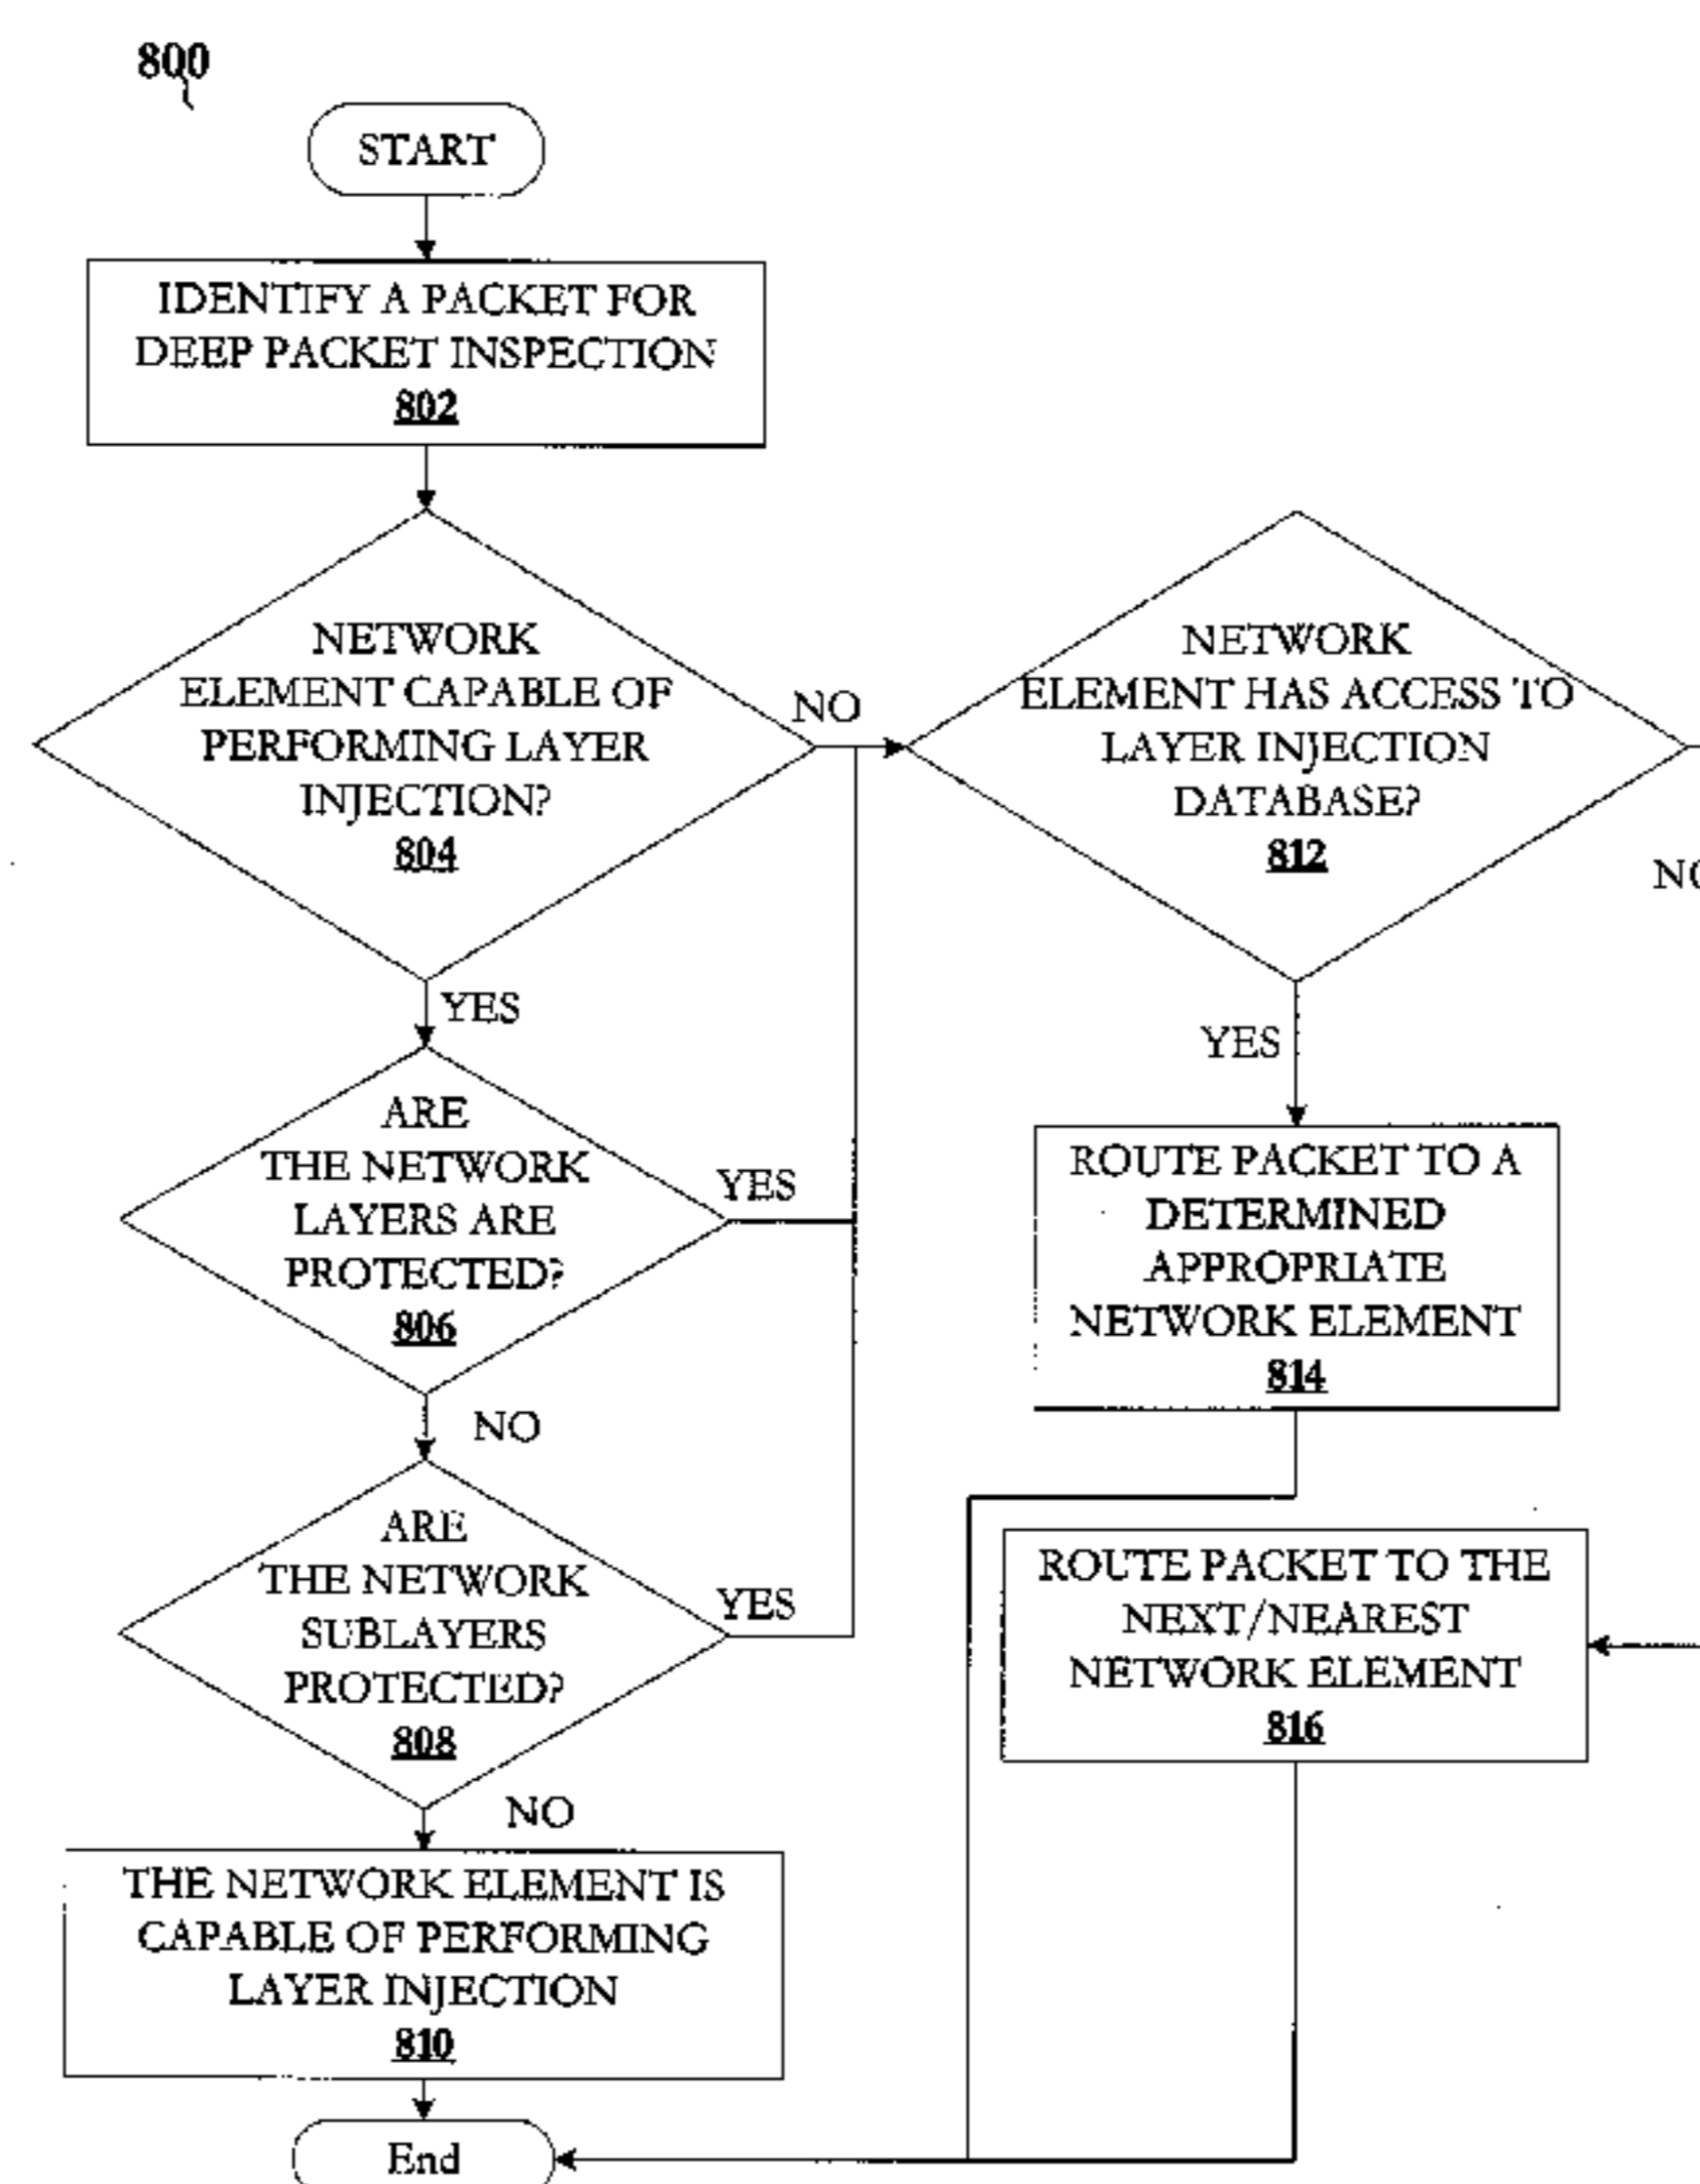 800
START
IDENTIFY A PACKET FOR
DEEP PACKET INSPECTION
802
NETWORK
ELEMENT CAPABLE OF
PERFORMING LAYER
INJECTION?
804
NO
YES
NETWORK
ELEMENT HAS ACCESS TO
LAYER INJECTION
DATABASE?
812
YES
ARE
THE NETWORK
LAYERS ARE
PROTECTED?
806
YES
NO
ROUTE PACKET TO A
DETERMINED
APPROPRIATE
NETWORK ELEMENT
814
ARE
THE NETWORK
SUBLAYERS
PROTECTED?
808
YES
NO
ROUTE PACKET TO THE
NEXT/NEAREST
NETWORK ELEMENT
816
THE NETWORK ELEMENT IS
CAPABLE OF PERFORMING
LAYER INJECTION
810
End